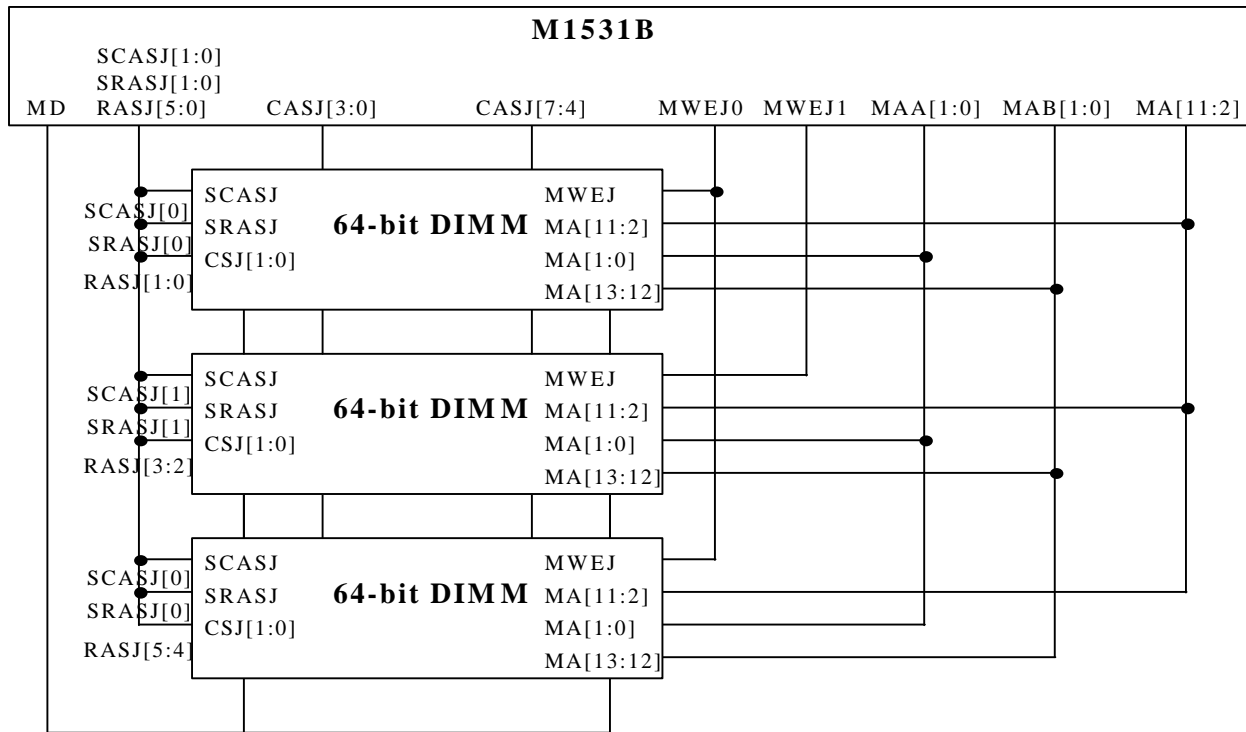 M1531B
SCASJ[1:0]
SRASJ[1:0]
MD RASJ[5:0] CASJ[3:0] CASJ[7:4] MWEJ0 MWEJ1 MAA[1:0] MAB[1:0] MA[11:2]
SCASJ MWEJ
SCASJ[0]
SRASJ 64-bit DIMM MA[11:2]
SRASJ[0]
CSJ[1:0] MA[1:0]
RASJ[1:0]
MA[13:12]
SCASJ MWEJ
SCASJ[1]
SRASJ 64-bit DIMM MA[11:2]
SRASJ[1]
CSJ[1:0] MA[1:0]
RASJ[3:2]
MA[13:12]
SCASJ MWEJ
SCASJ[0]
SRASJ 64-bit DIMM MA[11:2]
SRASJ[0]
CSJ[1:0] MA[1:0]
RASJ[5:4]
MA[13:12]